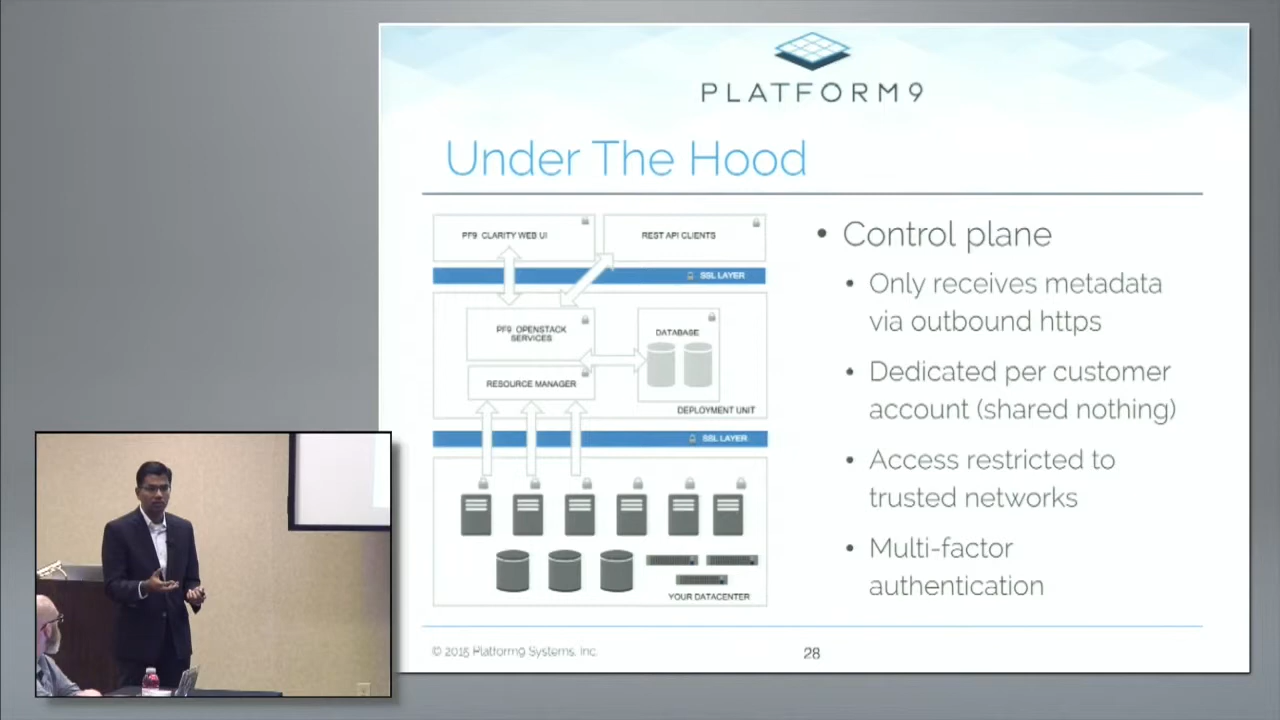 PLATFORM9
Under The Hood
PF9 CLARITY WEB UI
REST API CLIENTS
SSL LAYER
PF9 OPENSTACK
SERVICES
DATABASE
RESOURCE MANAGER
DEPLOYMENT UNIT
SSL LAYER
YOUR DATACENTER
• Control plane
• Only receives metadata
via outbound https
• Dedicated per customer
account (shared nothing)
• Access restricted to
trusted networks
• Multi-factor
authentication
© 2015 Platform9 Systems, Inc.
28